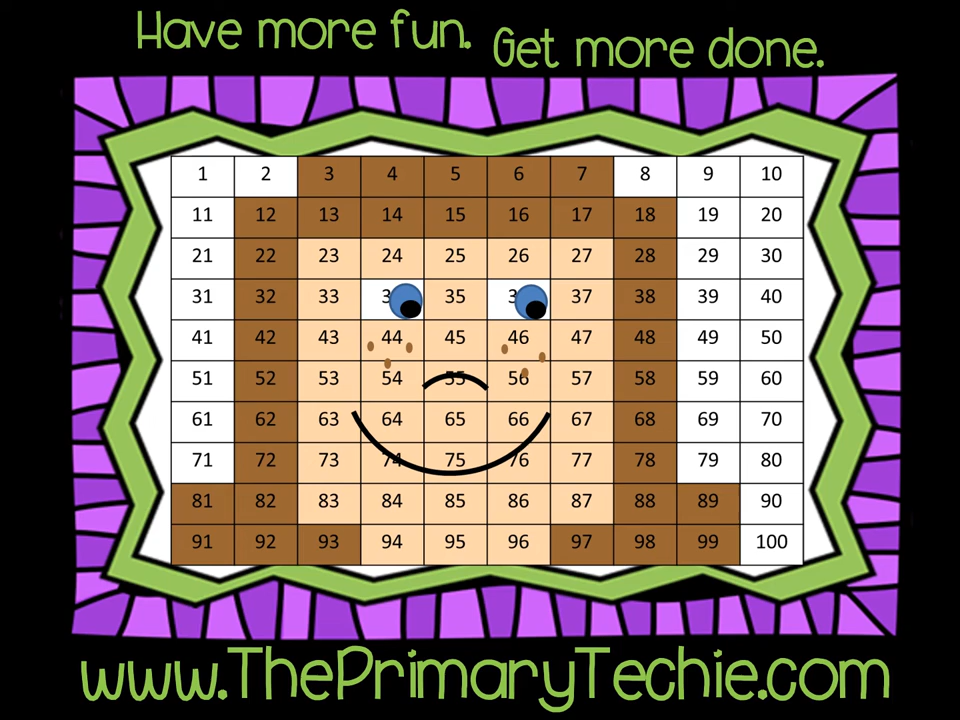 Have more fun. Get more done.
1 2 3 4 5 6 7 8 9 10
11 12 13 14 15 16 17 18 19 20
21 22 23 24 25 26 27 28 29 30
31 32 33 35 37 38 39 40
41 42 43 44 45 46 47 48 49 50
51 52 53 54 55 56 57 58 59 60
61 62 63 64 65 66 67 68 69 70
71 72 73 74 75 76 77 78 79 80
81 82 83 84 85 86 87 88 89 90
91 92 93 94 95 96 97 98 99 100
www.ThePrimaryTechie.com